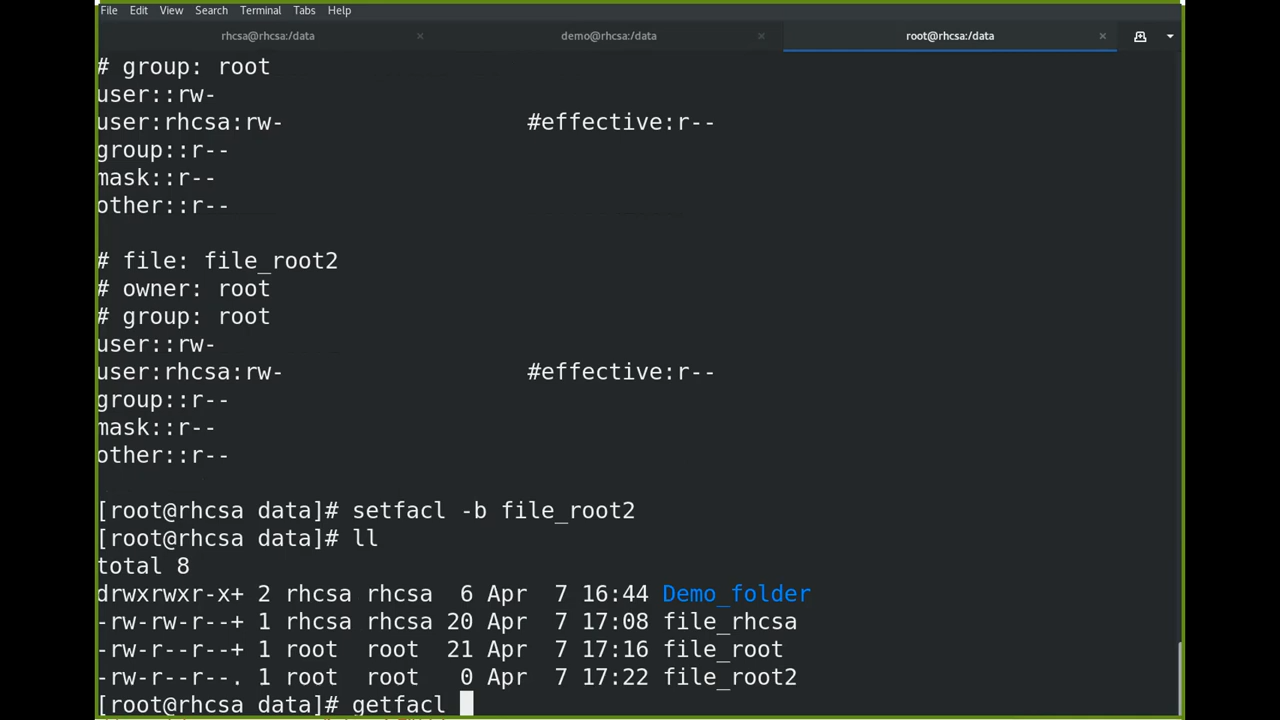 File Edit View Search Terminal Tabs Help
rhcsa@rhcsa:/data × demo@rhcsa:/data × root@rhcsa:/data ×
# group: root
user::rw-
user:rhcsa:rw- #effective:r--
group::r--
mask::r--
other::r--
# file: file_root2
# owner: root
# group: root
user::rw-
user:rhcsa:rw- #effective:r--
group::r--
mask::r--
other::r--
[root@rhcsa data]# setfacl -b file_root2
[root@rhcsa data]# ll
total 8
drwxrwxr-x+ 2 rhcsa rhcsa 6 Apr 7 16:44 Demo_folder
-rw-rw-r--+ 1 rhcsa rhcsa 20 Apr 7 17:08 file_rhcsa
-rw-r--r--+ 1 root root 21 Apr 7 17:16 file_root
-rw-r--r--. 1 root root 0 Apr 7 17:22 file_root2
[root@rhcsa data]# getfacl